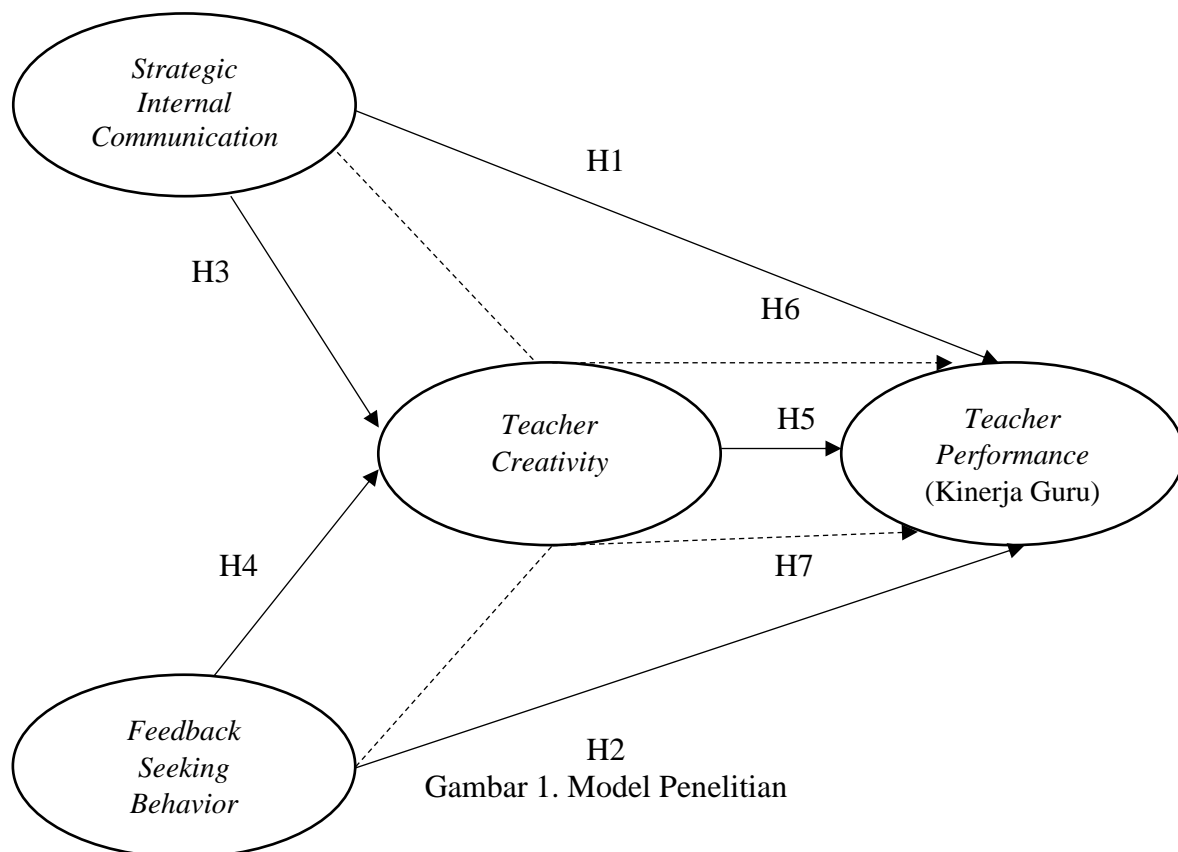 Strategic
Internal
Communication
H1
H3
H6
Teacher
Creativity
H5
Teacher
Performance
(Kinerja Guru)
H4
H7
Feedback
Seeking
Behavior
H2
Gambar 1. Model Penelitian